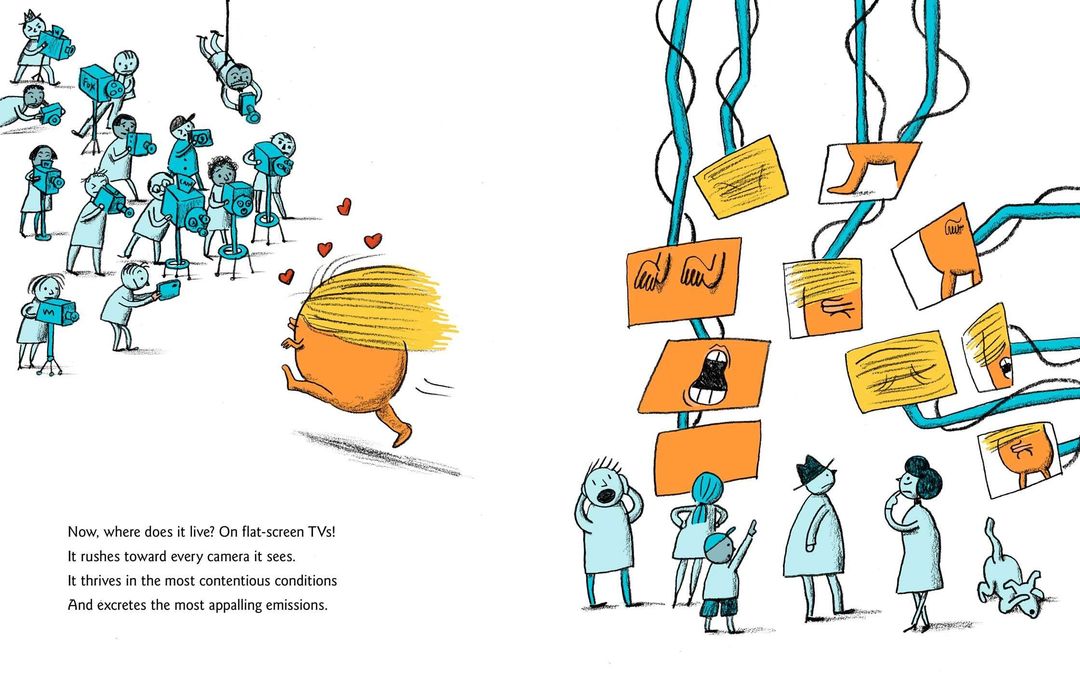 FOX
Now, where does it live? On flat-screen TVs!
It rushes toward every camera it sees.
It thrives in the most contentious conditions
And excretes the most appalling emissions.